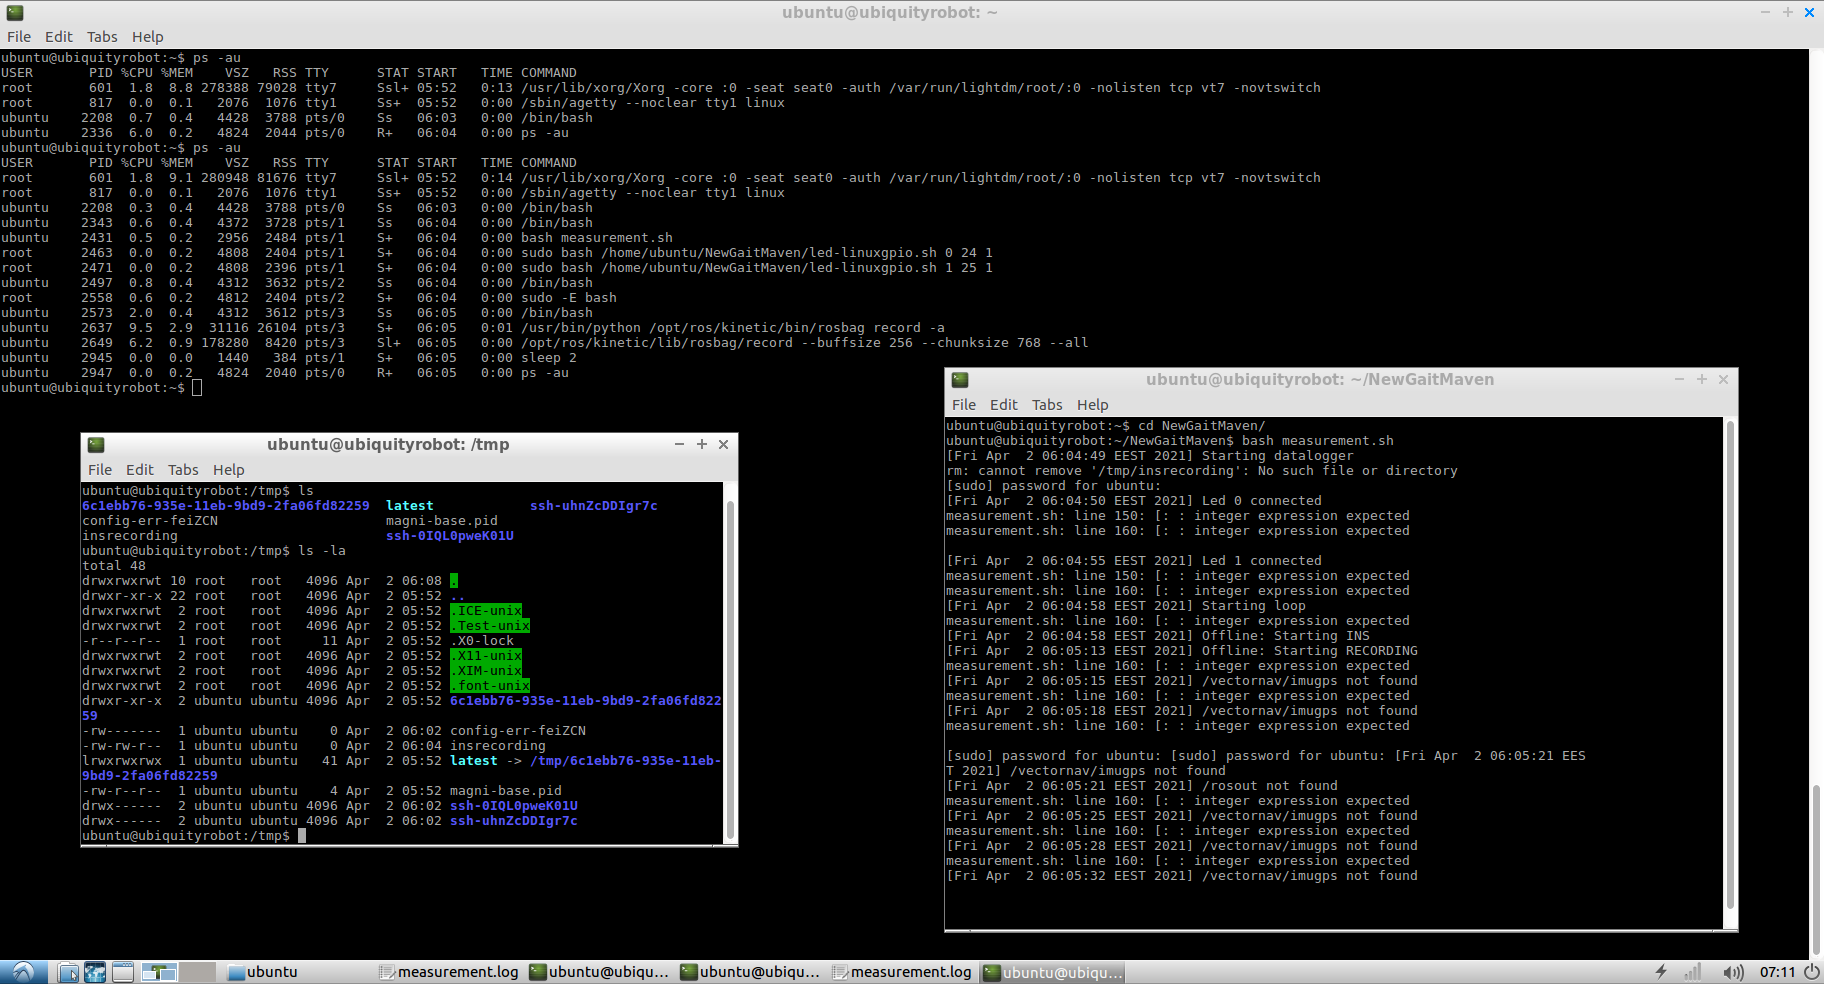 ubuntu@ubiquityrobot: ~
File Edit Tabs Help
ubuntu@ubiquityrobot:~$ ps -au
USER       PID %CPU %MEM    VSZ   RSS TTY      STAT START   TIME COMMAND
root       601  1.8  8.8 278388 79028 tty7     Ssl+ 05:52   0:13 /usr/lib/xorg/Xorg -core :0 -seat seat0 -auth /var/run/lightdm/root/:0 -nolisten tcp vt7 -novtswitch
root       817  0.0  0.1   2076  1076 tty1     Ss+  05:52   0:00 /sbin/agetty --noclear tty1 linux
ubuntu    2208  0.7  0.4   4428  3788 pts/0    Ss   06:03   0:00 /bin/bash
ubuntu    2336  6.0  0.2   4824  2044 pts/0    R+   06:04   0:00 ps -au
ubuntu@ubiquityrobot:~$ ps -au
USER       PID %CPU %MEM    VSZ   RSS TTY      STAT START   TIME COMMAND
root       601  1.8  9.1 280948 81676 tty7     Ssl+ 05:52   0:14 /usr/lib/xorg/Xorg -core :0 -seat seat0 -auth /var/run/lightdm/root/:0 -nolisten tcp vt7 -novtswitch
root       817  0.0  0.1   2076  1076 tty1     Ss+  05:52   0:00 /sbin/agetty --noclear tty1 linux
ubuntu    2208  0.3  0.4   4428  3788 pts/0    Ss   06:03   0:00 /bin/bash
ubuntu    2343  0.6  0.4   4372  3728 pts/1    Ss   06:04   0:00 /bin/bash
ubuntu    2431  0.5  0.2   2956  2484 pts/1    S+   06:04   0:00 bash measurement.sh
root      2463  0.0  0.2   4808  2404 pts/1    S+   06:04   0:00 sudo bash /home/ubuntu/NewGaitMaven/led-linuxgpio.sh 0 24 1
root      2471  0.0  0.2   4808  2396 pts/1    S+   06:04   0:00 sudo bash /home/ubuntu/NewGaitMaven/led-linuxgpio.sh 1 25 1
ubuntu    2497  0.8  0.4   4312  3632 pts/2    Ss   06:04   0:00 /bin/bash
root      2558  0.6  0.2   4812  2404 pts/2    S+   06:04   0:00 sudo -E bash
ubuntu    2573  2.0  0.4   4312  3612 pts/3    Ss   06:05   0:00 /bin/bash
ubuntu    2637  9.5  2.9  31116 26104 pts/3    S+   06:05   0:01 /usr/bin/python /opt/ros/kinetic/bin/rosbag record -a
ubuntu    2649  6.2  0.9 178280  8420 pts/3    Sl+  06:05   0:00 /opt/ros/kinetic/lib/rosbag/record --buffsize 256 --chunksize 768 --all
ubuntu    2945  0.0  0.0   1440   384 pts/1    S+   06:05   0:00 sleep 2
ubuntu    2947  0.0  0.2   4824  2040 pts/0    R+   06:05   0:00 ps -au
ubuntu@ubiquityrobot:~$
ubuntu@ubiquityrobot: /tmp
File Edit Tabs Help
ubuntu@ubiquityrobot:/tmp$ ls
6c1ebb76-935e-11eb-9bd9-2fa06fd82259  latest            ssh-uhnZcDDIgr7c
config-err-feiZCN                     magni-base.pid
insrecording                          ssh-0IQL0pweK01U
ubuntu@ubiquityrobot:/tmp$ ls -la
total 48
drwxrwxrwt 10 root   root   4096 Apr  2 06:08 .
drwxr-xr-x 22 root   root   4096 Apr  2 05:52 ..
drwxrwxrwt  2 root   root   4096 Apr  2 05:52 .ICE-unix
drwxrwxrwt  2 root   root   4096 Apr  2 05:52 .Test-unix
-r--r--r--  1 root   root     11 Apr  2 05:52 .X0-lock
drwxrwxrwt  2 root   root   4096 Apr  2 05:52 .X11-unix
drwxrwxrwt  2 root   root   4096 Apr  2 05:52 .XIM-unix
drwxrwxrwt  2 root   root   4096 Apr  2 05:52 .font-unix
drwxr-xr-x  2 ubuntu ubuntu 4096 Apr  2 05:52 6c1ebb76-935e-11eb-9bd9-2fa06fd822
59
-rw-------  1 ubuntu ubuntu    0 Apr  2 06:02 config-err-feiZCN
-rw-rw-r--  1 ubuntu ubuntu    0 Apr  2 06:04 insrecording
lrwxrwxrwx  1 ubuntu ubuntu   41 Apr  2 05:52 latest -> /tmp/6c1ebb76-935e-11eb-
9bd9-2fa06fd82259
-rw-r--r--  1 ubuntu ubuntu    4 Apr  2 05:52 magni-base.pid
drwx------  2 ubuntu ubuntu 4096 Apr  2 06:02 ssh-0IQL0pweK01U
drwx------  2 ubuntu ubuntu 4096 Apr  2 06:02 ssh-uhnZcDDIgr7c
ubuntu@ubiquityrobot:/tmp$
ubuntu@ubiquityrobot: ~/NewGaitMaven
File Edit Tabs Help
ubuntu@ubiquityrobot:~$ cd NewGaitMaven/
ubuntu@ubiquityrobot:~/NewGaitMaven$ bash measurement.sh
[Fri Apr  2 06:04:49 EEST 2021] Starting datalogger
rm: cannot remove '/tmp/insrecording': No such file or directory
[sudo] password for ubuntu:
[Fri Apr  2 06:04:50 EEST 2021] Led 0 connected
measurement.sh: line 150: [: : integer expression expected
measurement.sh: line 160: [: : integer expression expected
[Fri Apr  2 06:04:55 EEST 2021] Led 1 connected
measurement.sh: line 150: [: : integer expression expected
measurement.sh: line 160: [: : integer expression expected
[Fri Apr  2 06:04:58 EEST 2021] Starting loop
measurement.sh: line 160: [: : integer expression expected
[Fri Apr  2 06:04:58 EEST 2021] Offline: Starting INS
[Fri Apr  2 06:05:13 EEST 2021] Offline: Starting RECORDING
measurement.sh: line 160: [: : integer expression expected
[Fri Apr  2 06:05:15 EEST 2021] /vectornav/imugps not found
measurement.sh: line 160: [: : integer expression expected
[Fri Apr  2 06:05:18 EEST 2021] /vectornav/imugps not found
measurement.sh: line 160: [: : integer expression expected
[sudo] password for ubuntu: [sudo] password for ubuntu: [Fri Apr  2 06:05:21 EES
T 2021] /vectornav/imugps not found
[Fri Apr  2 06:05:21 EEST 2021] /rosout not found
measurement.sh: line 160: [: : integer expression expected
[Fri Apr  2 06:05:25 EEST 2021] /vectornav/imugps not found
measurement.sh: line 160: [: : integer expression expected
[Fri Apr  2 06:05:28 EEST 2021] /vectornav/imugps not found
measurement.sh: line 160: [: : integer expression expected
[Fri Apr  2 06:05:32 EEST 2021] /vectornav/imugps not found
ubuntu measurement.log ubuntu@ubiqu... ubuntu@ubiqu... measurement.log ubuntu@ubiqu... 07:11